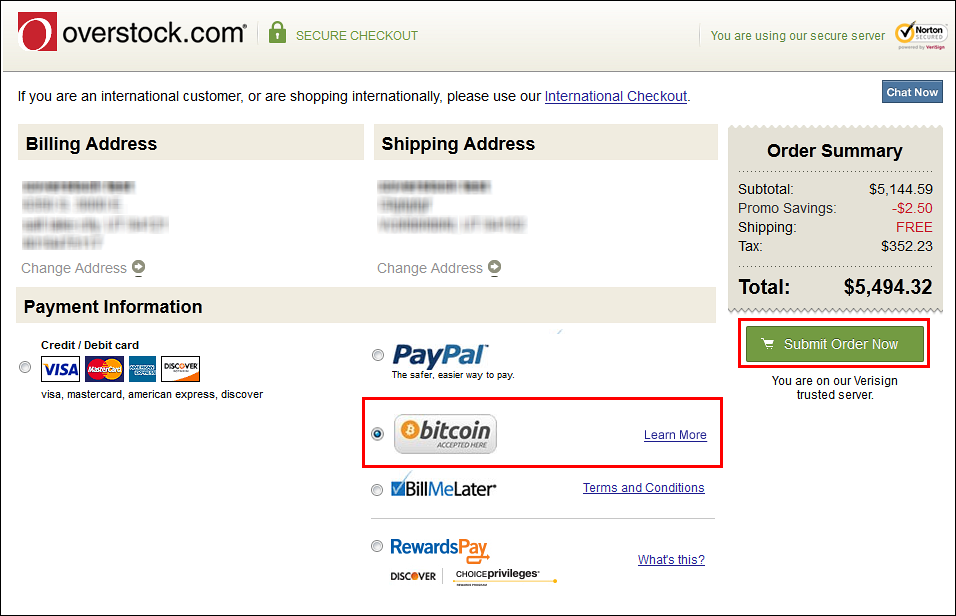 overstock.com
SECURE CHECKOUT
You are using our secure server
Norton
SECURED
powered by VeriSign
If you are an international customer, or are shopping internationally, please use our International Checkout.
Chat Now
Billing Address
Shipping Address
Change Address
Change Address
Order Summary
Subtotal: $5,144.59
Promo Savings: -$2.50
Shipping: FREE
Tax: $352.23
Total: $5,494.32
Submit Order Now
You are on our Verisign
trusted server.
Payment Information
Credit / Debit card
VISA MasterCard AMERICAN EXPRESS DISCOVER
visa, mastercard, american express, discover
PayPal™
The safer, easier way to pay.
bitcoin
ACCEPTED HERE
Learn More
BillMeLater®
Terms and Conditions
RewardsPay
What's this?
DISCOVER
CHOICEprivileges®
REWARDS PROGRAM